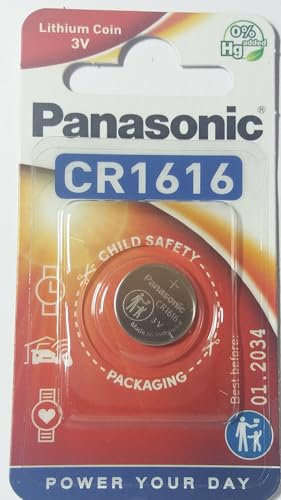 Lithium Coin
3V
0%
Hg added
Panasonic®
CR1616
CHILD SAFETY
+
Panasonic
CR1616
3V
PACKAGING
Best before:
01. 2034
POWER YOUR DAY